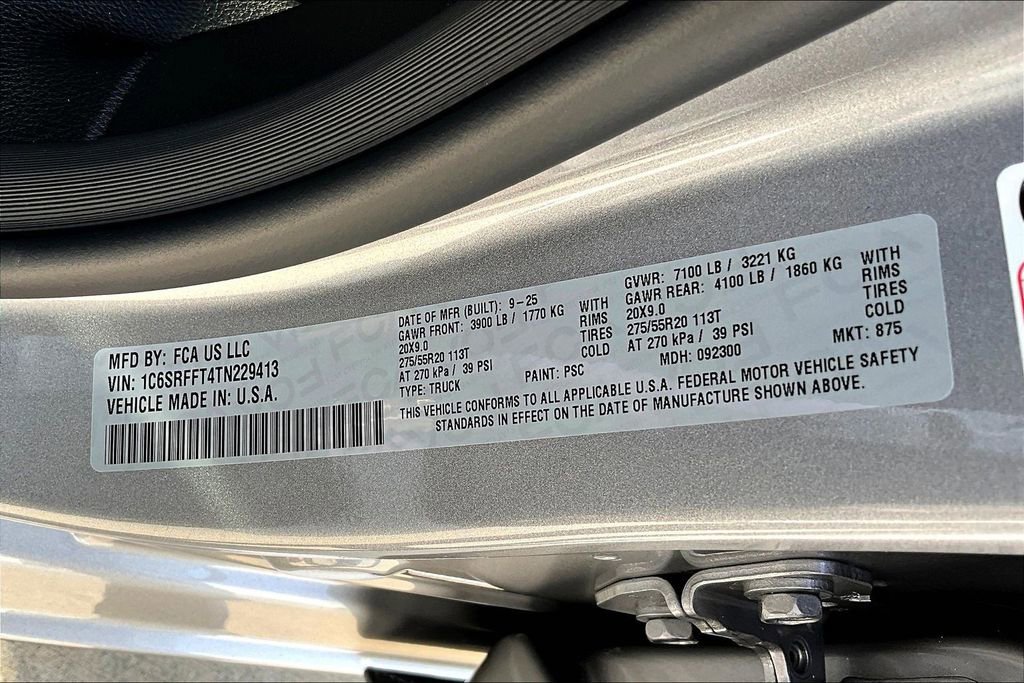 MFD BY: FCA US LLC
VIN: 1C6SRFFT4TN229413
VEHICLE MADE IN: U.S.A.
DATE OF MFR (BUILT): 9-25
GAWR FRONT: 3900 LB / 1770 KG WITH
20X9.0 RIMS
275/55R20 113T TIRES
AT 270 kPa / 39 PSI COLD
TYPE: TRUCK PAINT: PSC
GVWR: 7100 LB / 3221 KG
GAWR REAR: 4100 LB / 1860 KG WITH
20X9.0 RIMS
275/55R20 113T TIRES
AT 270 kPa / 39 PSI COLD
MDH: 092300 MKT: 875
THIS VEHICLE CONFORMS TO ALL APPLICABLE U.S.A. FEDERAL MOTOR VEHICLE SAFETY
STANDARDS IN EFFECT ON THE DATE OF MANUFACTURE SHOWN ABOVE.